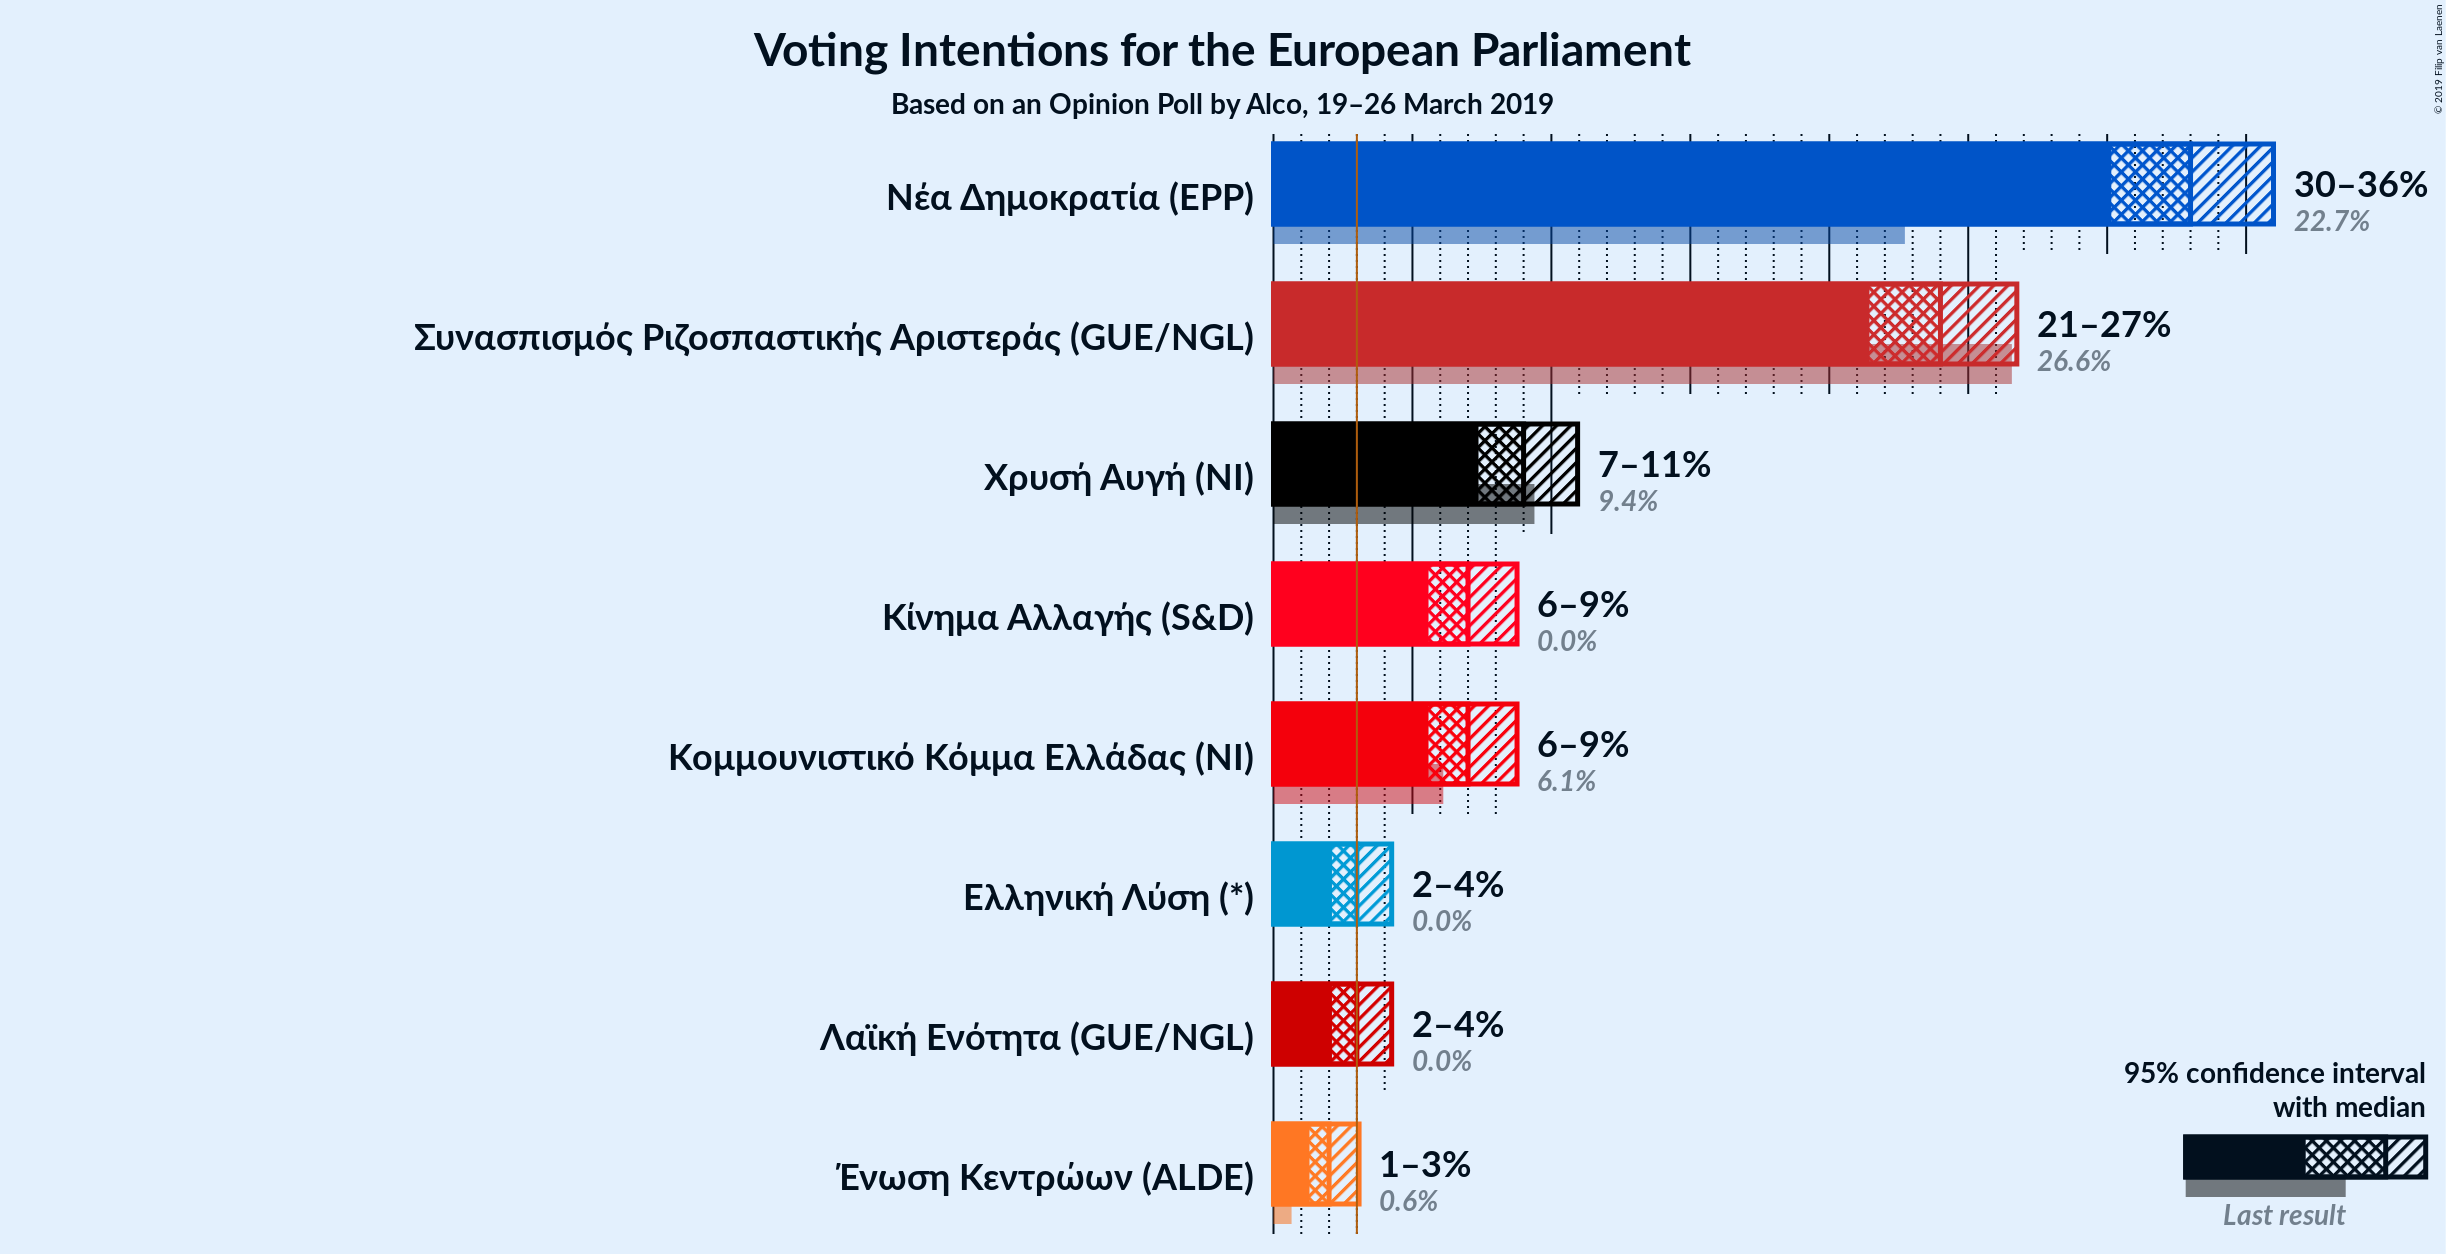 Voting Intentions for the European Parliament
Based on an Opinion Poll by Alco, 19–26 March 2019
© 2019 Filip van Laenen
Νέα Δημοκρατία (EPP)
30–36%
22.7%
Συνασπισμός Ριζοσπαστικής Αριστεράς (GUE/NGL)
21–27%
26.6%
Χρυσή Αυγή (NI)
7–11%
9.4%
Κίνημα Αλλαγής (S&D)
6–9%
0.0%
Κομμουνιστικό Κόμμα Ελλάδας (NI)
6–9%
6.1%
Ελληνική Λύση (*)
2–4%
0.0%
Λαϊκή Ενότητα (GUE/NGL)
2–4%
0.0%
Ένωση Κεντρώων (ALDE)
1–3%
0.6%
95% confidence interval
with median
Last result